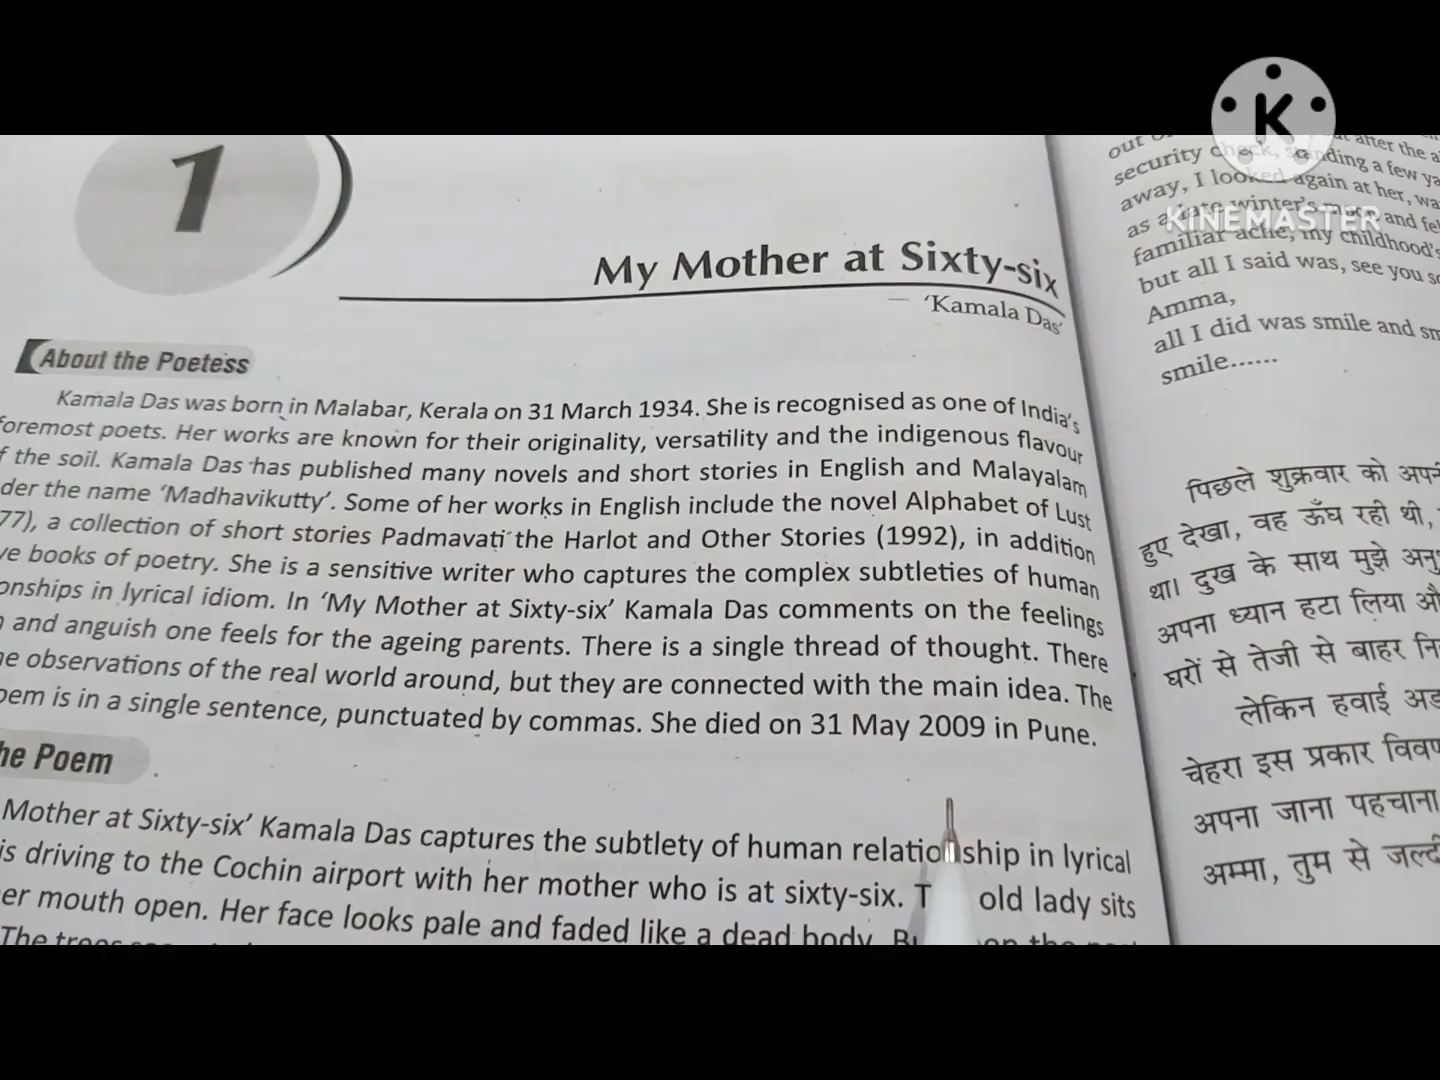 1
My Mother at Sixty-six
— 'Kamala Das'
About the Poetess
Kamala Das was born in Malabar, Kerala on 31 March 1934. She is recognised as one of India's
foremost poets. Her works are known for their originality, versatility and the indigenous flavour
f the soil. Kamala Das has published many novels and short stories in English and Malayalam
der the name 'Madhavikutty'. Some of her works in English include the novel Alphabet of Lust
77), a collection of short stories Padmavati the Harlot and Other Stories (1992), in addition
ve books of poetry. She is a sensitive writer who captures the complex subtleties of human
onships in lyrical idiom. In 'My Mother at Sixty-six' Kamala Das comments on the feelings
and anguish one feels for the ageing parents. There is a single thread of thought. There
e observations of the real world around, but they are connected with the main idea. The
oem is in a single sentence, punctuated by commas. She died on 31 May 2009 in Pune.
he Poem
Mother at Sixty-six' Kamala Das captures the subtlety of human relationship in lyrical
is driving to the Cochin airport with her mother who is at sixty-six. T old lady sits
er mouth open. Her face looks pale and faded like a dead body.
The
out after the a
security check, standing a few ya
away, I looked again at her, wa
as a late winter's moon and fel
familiar ache, my childhood's
but all I said was, see you so
Amma,
all I did was smile and sm
smile......
पिछले शुक्रवार को अपनी
हुए देखा, वह ऊँघ रही थी,
था। दुख के साथ मुझे अनु
अपना ध्यान हटा लिया औ
घरों से तेजी से बाहर नि
लेकिन हवाई अड
चेहरा इस प्रकार विवर्ण
अपना जाना पहचाना
अम्मा, तुम से जल्दी
K
KINEMASTER